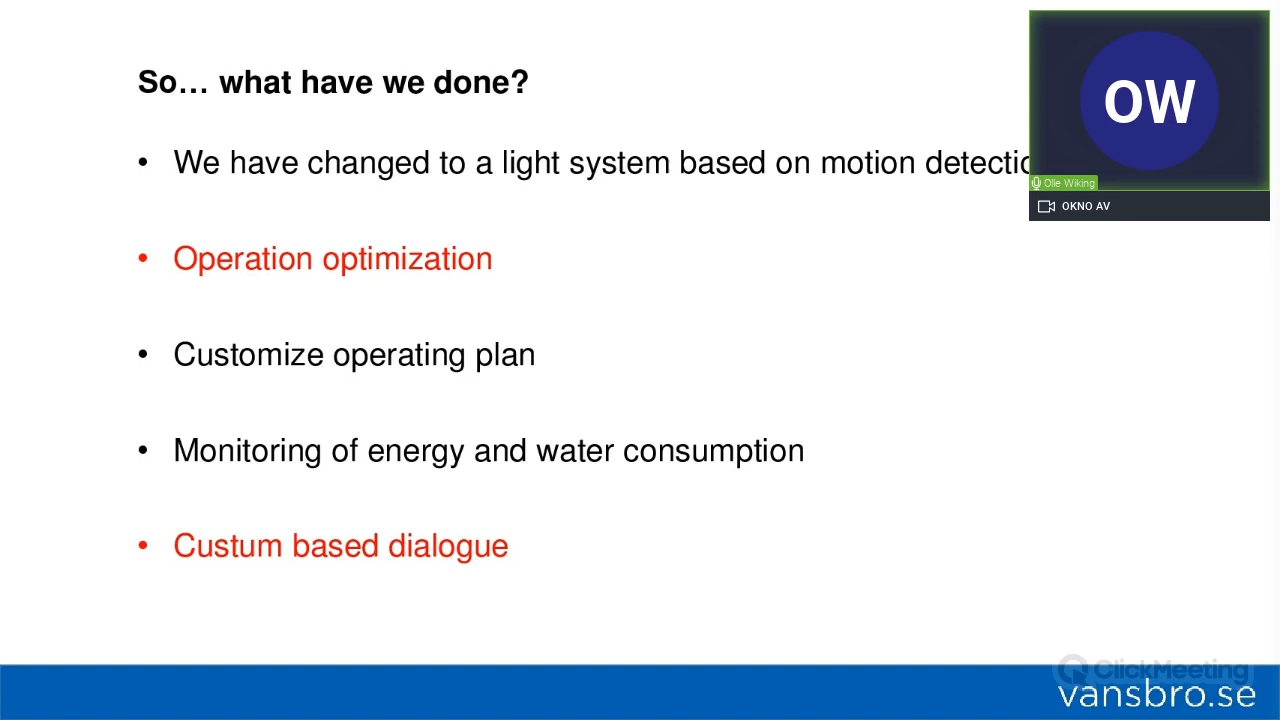 So… what have we done?
• We have changed to a light system based on motion detectio
• Operation optimization
• Customize operating plan
• Monitoring of energy and water consumption
• Custum based dialogue
OW
Olle Wiking
OKNO AV
ClickMeeting
vansbro.se